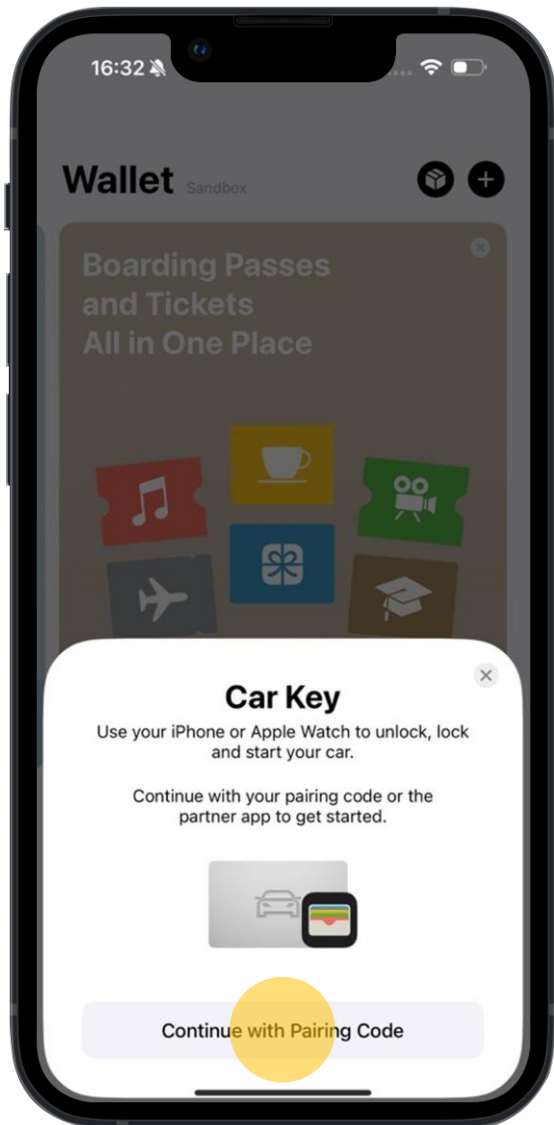 16:32
Wallet Sandbox
Boarding Passes
and Tickets
All in One Place
Car Key
Use your iPhone or Apple Watch to unlock, lock
and start your car.
Continue with your pairing code or the
partner app to get started.
Continue with Pairing Code